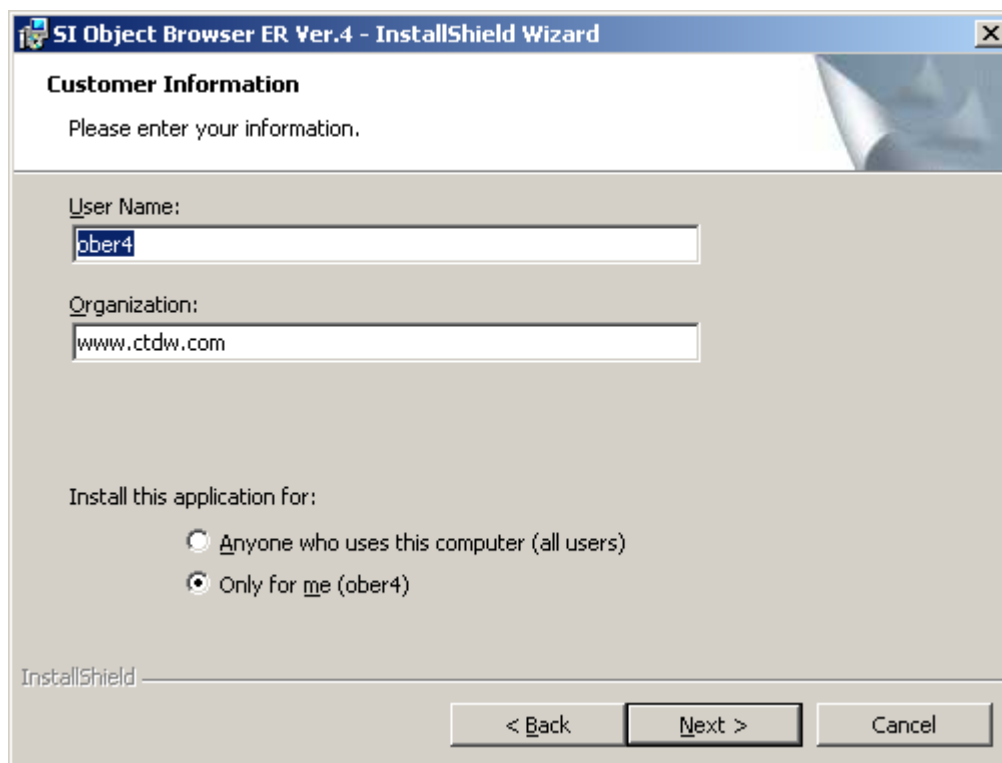 SI Object Browser ER Ver.4 - InstallShield Wizard
Customer Information
Please enter your information.
User Name:
ober4
Organization:
www.ctdw.com
Install this application for:
Anyone who uses this computer (all users)
Only for me (ober4)
InstallShield
< Back Next > Cancel